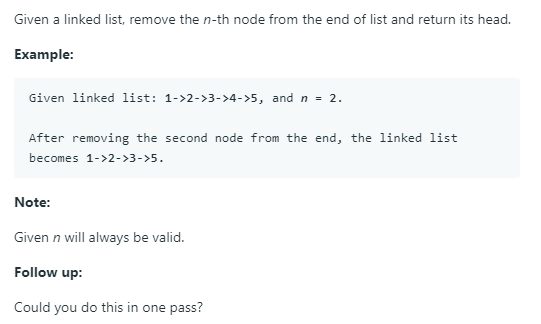 Given a linked list, remove the n-th node from the end of list and return its head.
Example:
Given linked list: 1->2->3->4->5, and n = 2.
After removing the second node from the end, the linked list
becomes 1->2->3->5.
Note:
Given n will always be valid.
Follow up:
Could you do this in one pass?